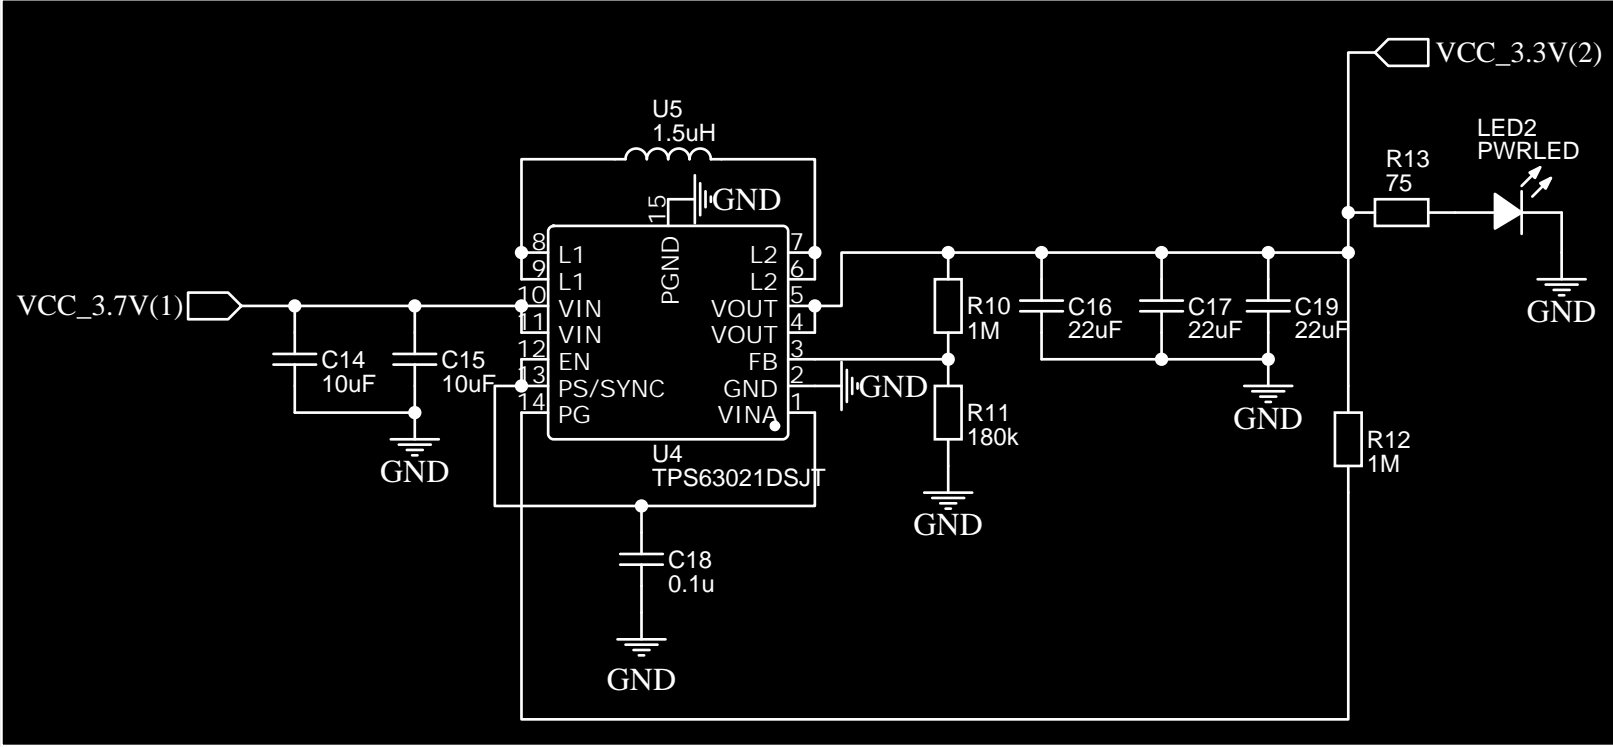 VCC_3.3V(2)
U5
1.5uH
LED2
PWRLED
R13
75
15
GND
PGND
8
L1
L2
7
9
L1
L2
6
VCC_3.7V(1)
10
VIN
VOUT
5
11
VIN
VOUT
4
12
EN
FB
3
13
PS/SYNC
GND
2
GND
14
PG
VINA
1
C14
10uF
C15
10uF
GND
R10
1M
C16
22uF
C17
22uF
C19
22uF
GND
GND
R11
180k
GND
R12
1M
U4
TPS63021DSJT
C18
0.1u
GND